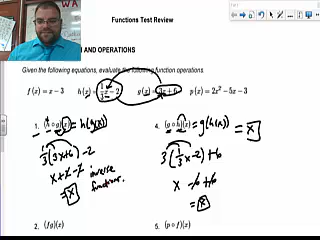 Functions Test Review
N AND OPERATIONS
Given the following equations, evaluate the following function operations.
f(x) = x − 3 h(x) = 1/3x − 2 g(x) = 3x + 6 p(x) = 2x² − 5x − 3
1. (h ∘ g)(x) = h(g(x)) 4. (g ∘ h)(x) = g(h(x)) = x
1/3(3x+6) − 2 3(1/3x − 2) + 6
x + 2 − 2 inverse functions. x − 6 + 6
= x = x
2. (fg)(x) 5. (p ∘ f)(x)